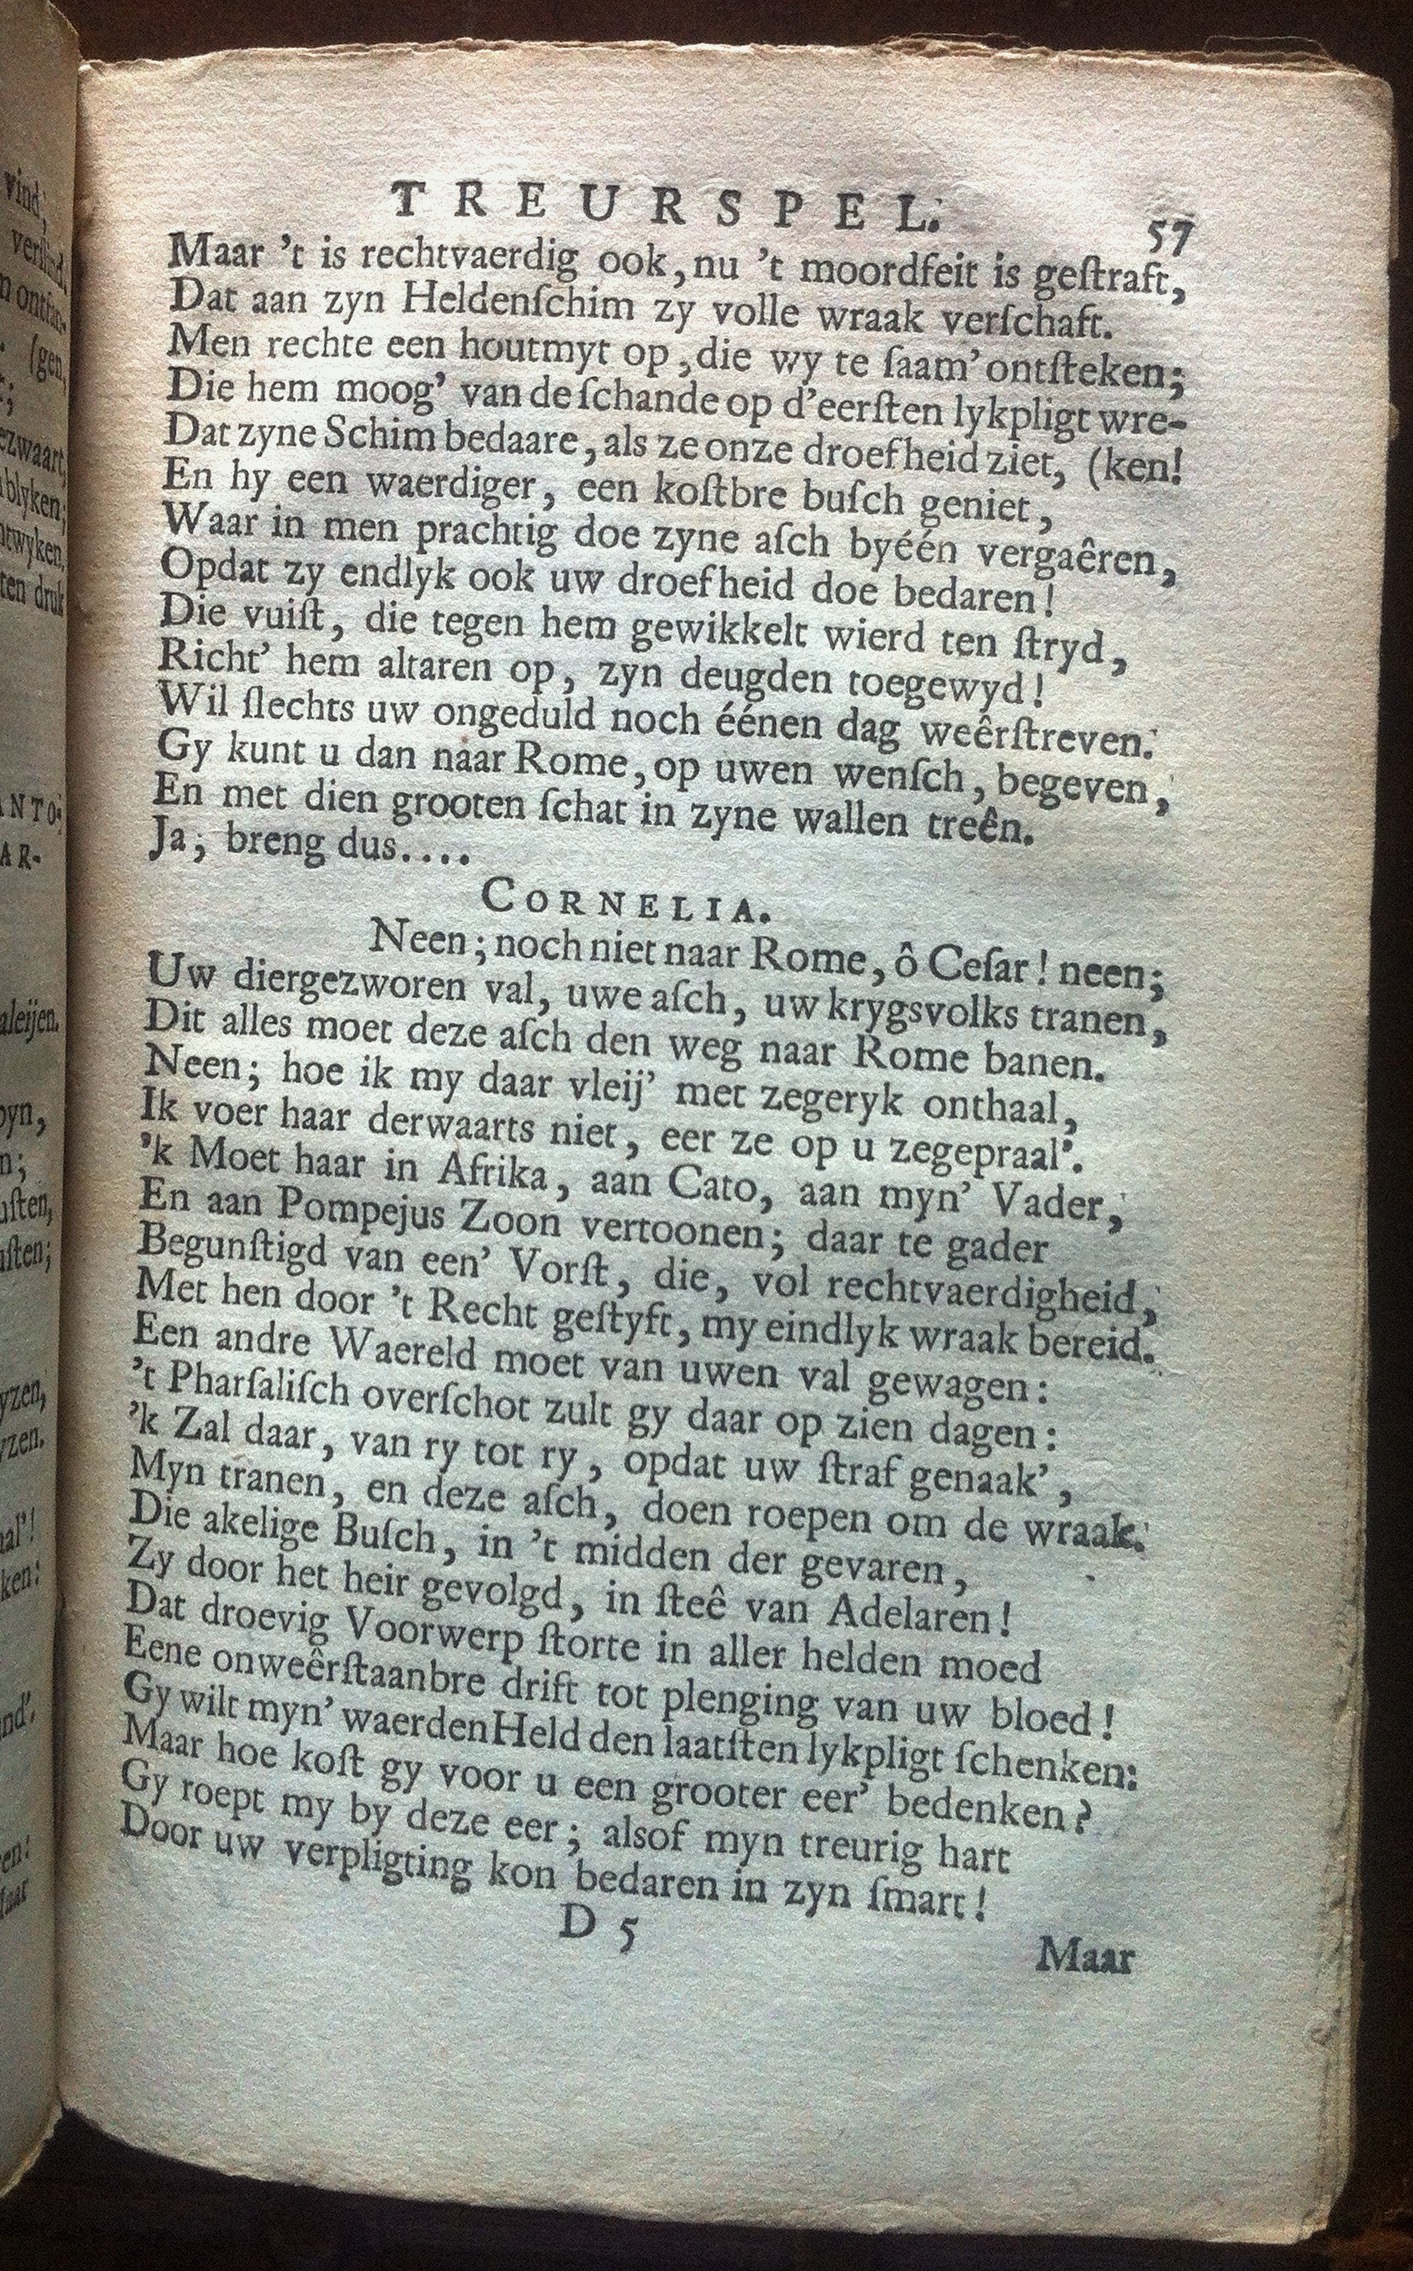 TREURSPEL. 57
Maar 't is rechtvaerdig ook, nu 't moordfeit is geſtraft,
Dat aan zyn Heldenſchim zy volle wraak verſchaft.
Men rechte een houtmyt op, die wy te ſaam' ontſteken;
Die hem moog' van de ſchande op d'eerſten lykpligt wre-
Dat zyne Schim bedaare, als ze onze droefheid ziet, (ken!
En hy een waerdiger, een koſtbre buſch geniet,
Waar in men prachtig doe zyne aſch byéén vergaêren,
Opdat zy endlyk ook uw droefheid doe bedaren!
Die vuiſt, die tegen hem gewikkelt wierd ten ſtryd,
Richt' hem altaren op, zyn deugden toegewyd!
Wil ſlechts uw ongeduld noch éénen dag weêrſtreven.
Gy kunt u dan naar Rome, op uwen wenſch, begeven,
En met dien grooten ſchat in zyne wallen treên.
Ja, breng dus....
CORNELIA.
Neen; noch niet naar Rome, ô Ceſar! neen;
Uw diergezworen val, uwe aſch, uw krygsvolks tranen,
Dit alles moet deze aſch den weg naar Rome banen.
Neen; hoe ik my daar vleij' met zegeryk onthaal,
Ik voer haar derwaarts niet, eer ze op u zegepraal'.
'k Moet haar in Afrika, aan Cato, aan myn' Vader,
En aan Pompejus Zoon vertoonen; daar te gader
Begunſtigd van een' Vorſt, die, vol rechtvaerdigheid,
Met hen door 't Recht geſtyft, my eindlyk wraak bereid.
Een andre Waereld moet van uwen val gewagen:
't Pharſaliſch overſchot zult gy daar op zien dagen:
'k Zal daar, van ry tot ry, opdat uw ſtraf genaak',
Myn tranen, en deze aſch, doen roepen om de wraak.
Die akelige Buſch, in 't midden der gevaren,
Zy door het heir gevolgd, in ſteê van Adelaren!
Dat droevig Voorwerp ſtorte in aller helden moed
Eene onweêrſtaanbre drift tot plenging van uw bloed!
Gy wilt myn' waerden Held den laatſten lykpligt ſchenken:
Maar hoe koſt gy voor u een grooter eer' bedenken?
Gy roept my by deze eer; alsof myn treurig hart
Door uw verpligting kon bedaren in zyn ſmart!
D 5
Maar